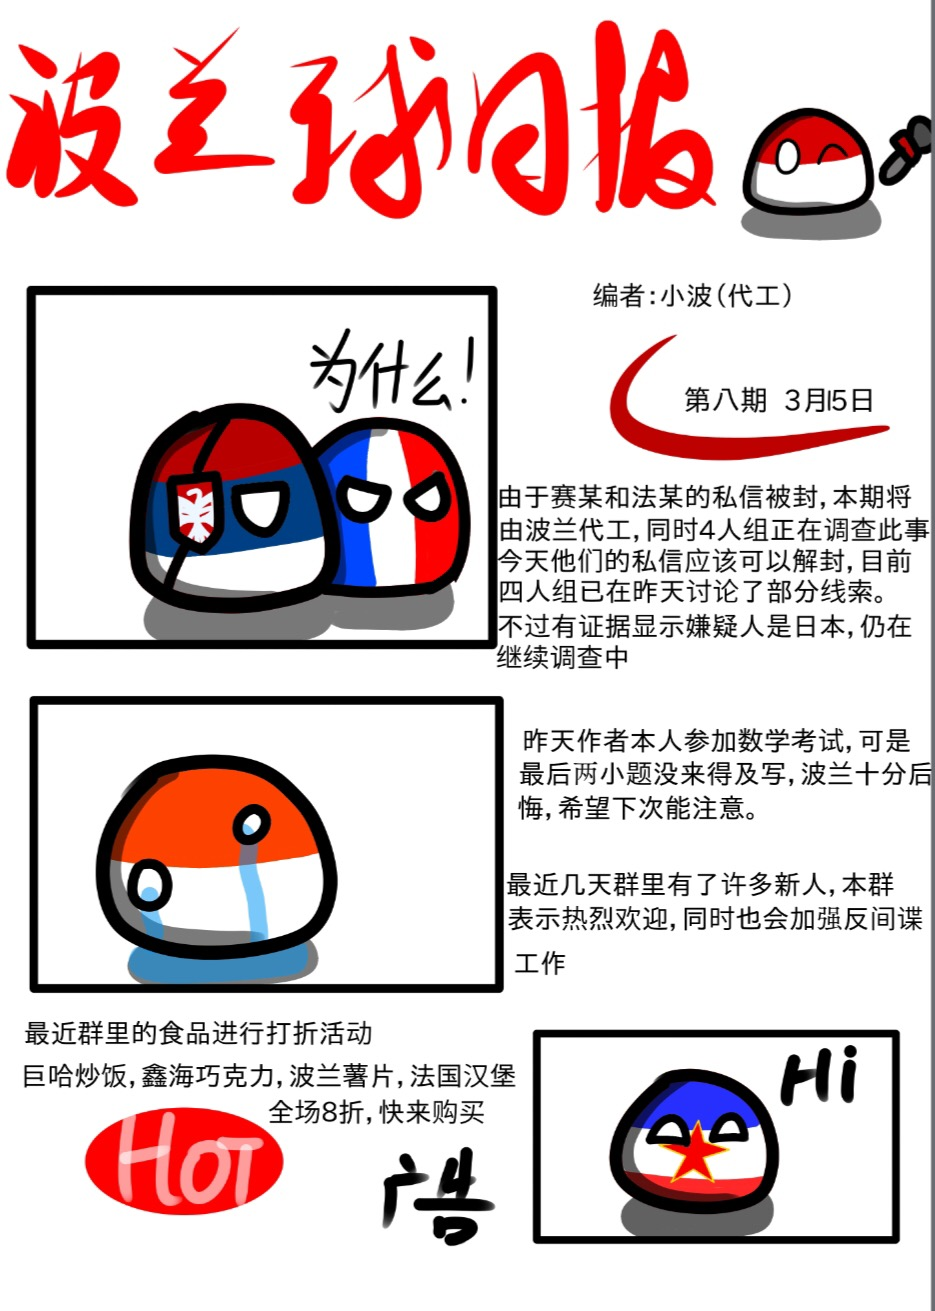 波兰球日报
编者:小波(代工)
第八期 3月15日
为什么!
由于赛某和法某的私信被封,本期将
由波兰代工,同时4人组正在调查此事
今天他们的私信应该可以解封,目前
四人组已在昨天讨论了部分线索。
不过有证据显示嫌疑人是日本,仍在
继续调查中
昨天作者本人参加数学考试,可是
最后两小题没来得及写,波兰十分后
悔,希望下次能注意。
最近几天群里有了许多新人,本群
表示热烈欢迎,同时也会加强反间谍
工作
最近群里的食品进行打折活动
巨哈炒饭,鑫海巧克力,波兰薯片,法国汉堡
全场8折,快来购买
HOT
广告
Hi